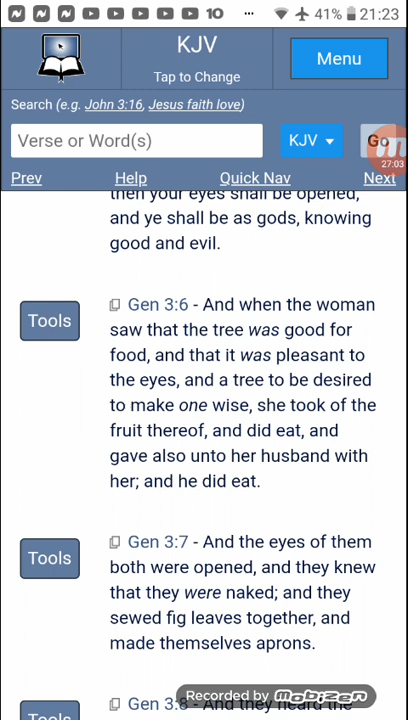 10 ... 41% 21:23
KJV
Tap to Change
Menu
Search (e.g. John 3:16, Jesus faith love)
Verse or Word(s)
KJV
Go
27:03
Prev Help Quick Nav Next
then your eyes shall be opened,
and ye shall be as gods, knowing
good and evil.
Tools
Gen 3:6 - And when the woman
saw that the tree was good for
food, and that it was pleasant to
the eyes, and a tree to be desired
to make one wise, she took of the
fruit thereof, and did eat, and
gave also unto her husband with
her; and he did eat.
Tools
Gen 3:7 - And the eyes of them
both were opened, and they knew
that they were naked; and they
sewed fig leaves together, and
made themselves aprons.
Tools
Gen 3:8 - And they heard the
Recorded by Mobizen